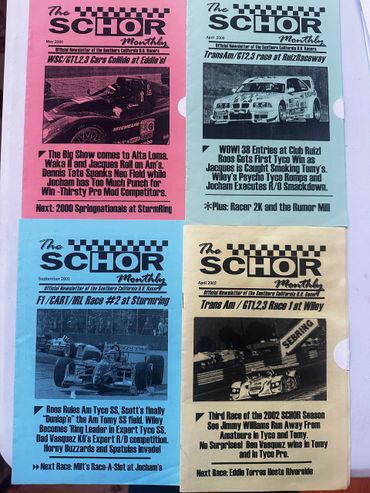 The
SCHOR
Monthly
May 2000
Official Newsletter of the Southern California H.O. Racers
WSC/GT1,2,3 Cars Collide at Eddie's!
The Big Show comes to Alta Loma.
Waka II and Jacques Roll on Am's.
Dennis Tate Spanks Neo Field while
Jocham has Too Much Punch for
Win -Thirsty Pro Mod Competitors.
Next: 2000 Springnationals at SturmRing
The
SCHOR
Monthly
April 2000
Official Newsletter of the Southern California H.O. Racers
TransAm/GT2,3 race at RuizRaceway
WOW! 38 Entries at Club Ruiz!
Roos Gets First Tyco Win as
Jacques is Caught Smoking Tomy's.
Wiley's Psycho Tyco Romps and
Jocham Executes R/O Smackdown.
*Plus: Racer 2K and the Rumor Mill
The
SCHOR
Monthly
Official Newsletter of the Southern California H.O. Racers
F1 /CART/IRL Race #2 at Sturmring
Roos Rules Am Tyco SS, Scott's finally
"Dunlap'n" the Am Tomy SS field. Wiley
Becomes 'Ring Leader in Expert Tyco SS,
Dad Vasquez KO's Expert R/O competition.
Horny Buzzards and Spatulas Invade!
>> Next Race: Milt's Race-A-Slot at Jocham's
The
SCHOR
Monthly
April 2002
Official Newsletter of the Southern California H.O. Racers
Trans Am / GT1,2,3 Race 1 at Wiley
SEBRING
Third Race of the 2002 SCHOR Season
See Jimmy Williams Run Away From
Amateurs in Tyco and Tomy.
No Surprises! Ben Vasquez wins in Tomy
and in Tyco Pro.
Next Race: Eddie Torres Hosts Riverside